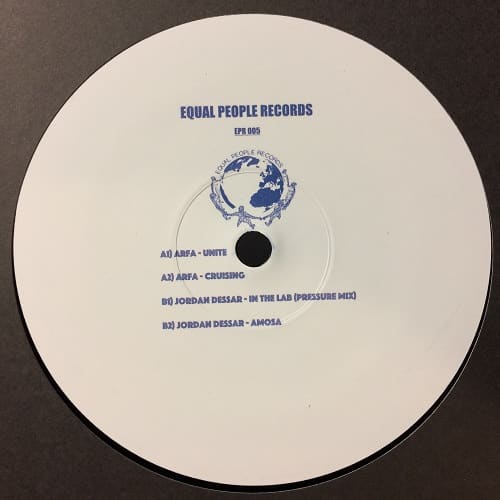 EQUAL PEOPLE RECORDS
EPR 005
EQUAL PEOPLE RECORDS
A1) ARFA - UNITE
A2) ARFA - CRUISING
B1) JORDAN DESSAR - IN THE LAB (PRESSURE MIX)
B2) JORDAN DESSAR - AMOSA